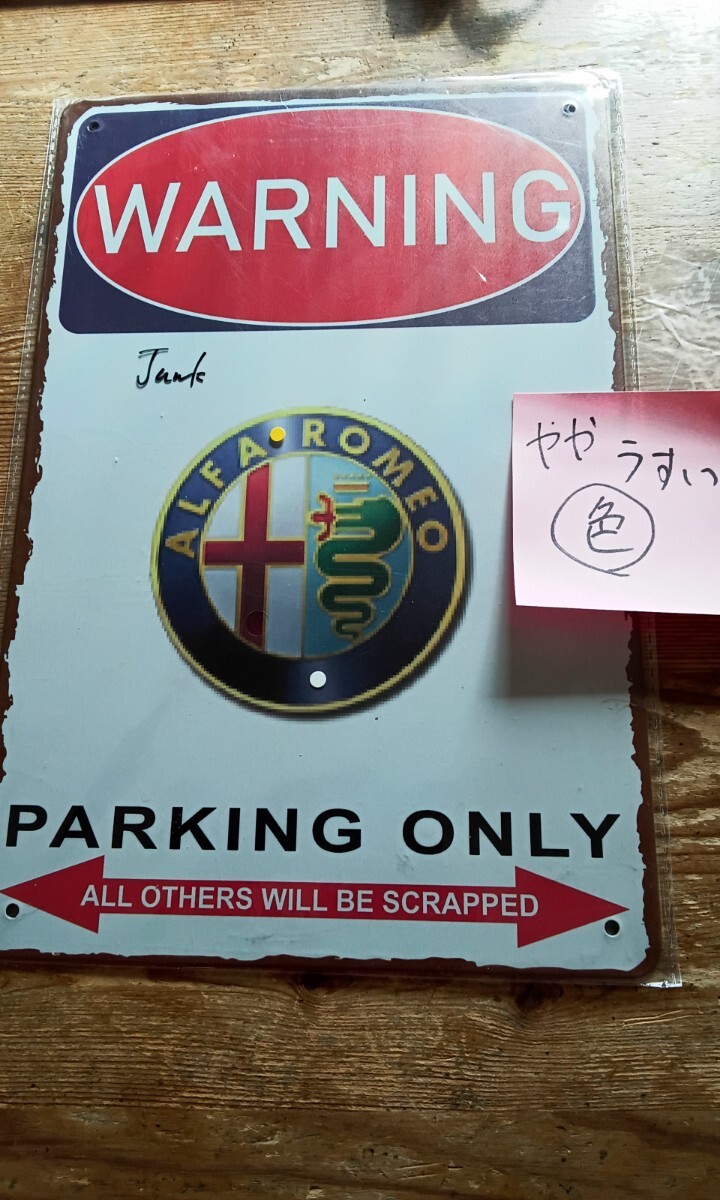 WARNING
Junk
ALFA ROMEO
やや
うすい
色
PARKING ONLY
ALL OTHERS WILL BE SCRAPPED